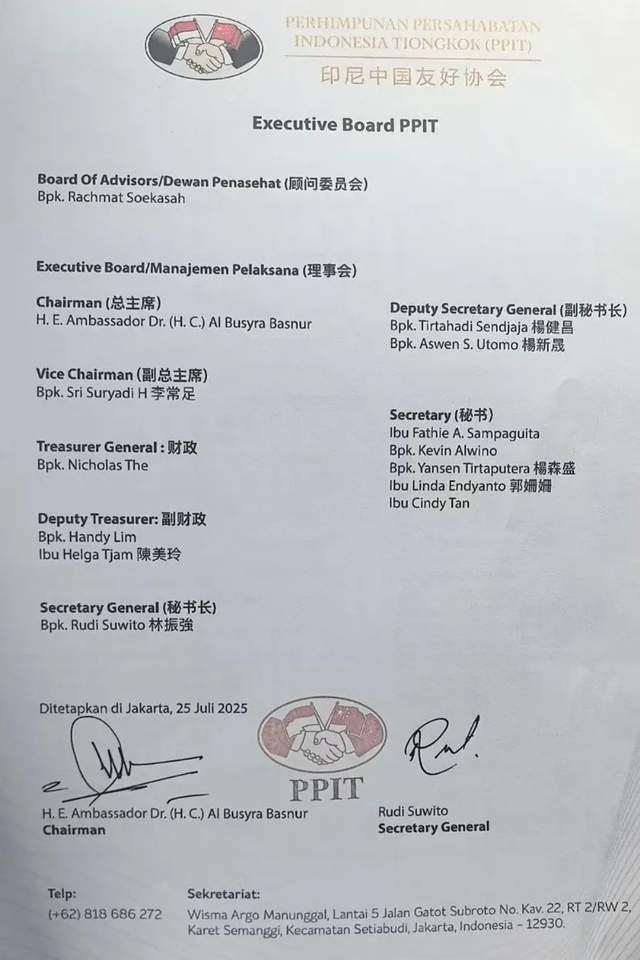 PERHIMPUNAN PERSAHABATAN
INDONESIA TIONGKOK (PPIT)
印尼中国友好协会
Executive Board PPIT
Board Of Advisors/Dewan Penasehat (顾问委员会)
Bpk. Rachmat Soekasah
Executive Board/Manajemen Pelaksana (理事会)
Chairman (总主席)
H. E. Ambassador Dr. (H. C.) Al Busyra Basnur
Vice Chairman (副总主席)
Bpk. Sri Suryadi H 李常足
Treasurer General : 财政
Bpk. Nicholas The
Deputy Treasurer: 副财政
Bpk. Handy Lim
Ibu Helga Tjam 陳美玲
Secretary General (秘书长)
Bpk. Rudi Suwito 林振強
Deputy Secretary General (副秘书长)
Bpk. Tirtahadi Sendjaja 楊健昌
Bpk. Aswen S. Utomo 楊新晟
Secretary (秘书)
Ibu Fathie A. Sampaguita
Bpk. Kevin Alwino
Bpk. Yansen Tirtaputera 楊森盛
Ibu Linda Endyanto 郭姍姍
Ibu Cindy Tan
Ditetapkan di Jakarta, 25 Juli 2025
PPIT
H. E. Ambassador Dr. (H. C.) Al Busyra Basnur
Chairman
Rudi Suwito
Secretary General
Telp:
(+62) 818 686 272
Sekretariat:
Wisma Argo Manunggal, Lantai 5 Jalan Gatot Subroto No. Kav. 22, RT 2/RW 2,
Karet Semanggi, Kecamatan Setiabudi, Jakarta, Indonesia – 12930.